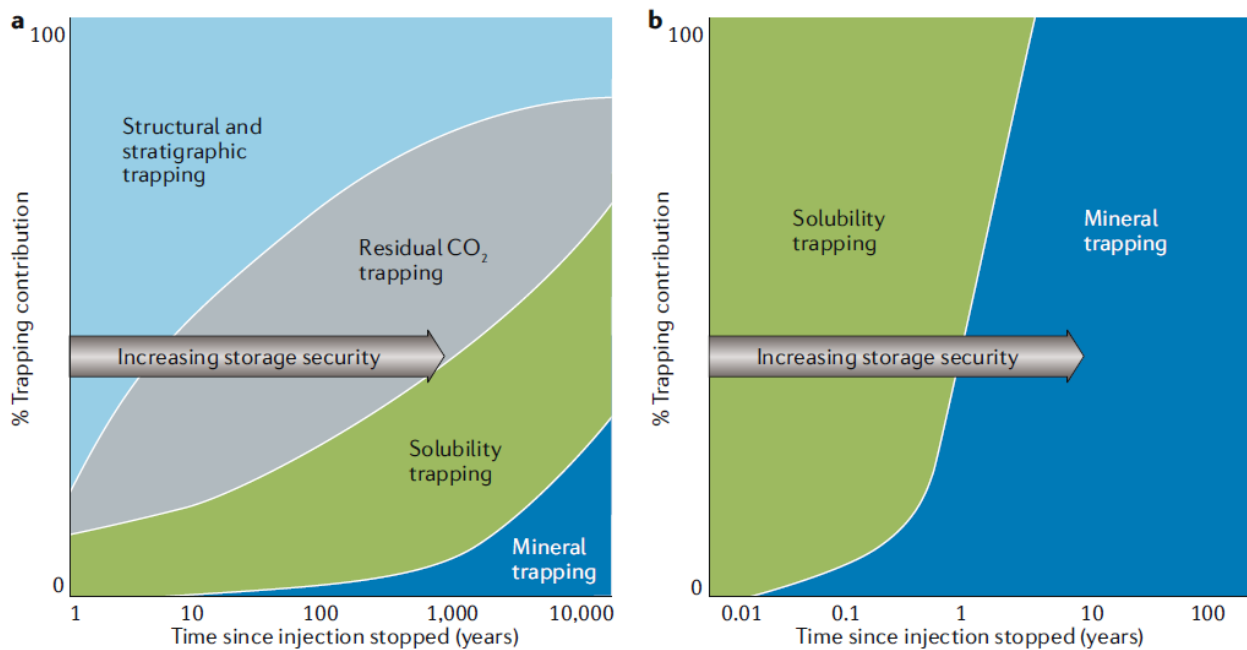 a
100
Structural and
stratigraphic
trapping
Residual CO₂
trapping
Increasing storage security
Solubility
trapping
Mineral
trapping
0
% Trapping contribution
1 10 100 1,000 10,000
Time since injection stopped (years)
b
100
Solubility
trapping
Mineral
trapping
Increasing storage security
0
% Trapping contribution
0.01 0.1 1 10 100
Time since injection stopped (years)